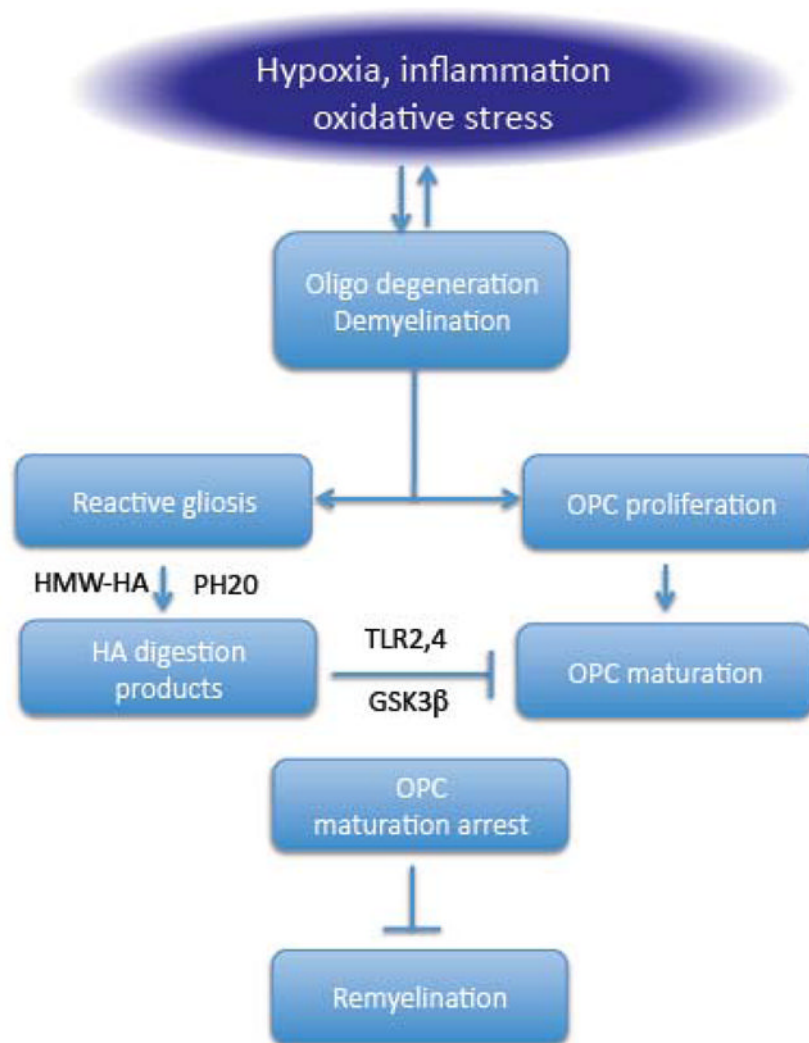 Hypoxia, inflammation
oxidative stress
Oligo degeneration
Demyelination
Reactive gliosis
OPC proliferation
HMW-HA
PH20
HA digestion
products
TLR2,4
GSK3β
OPC maturation
OPC
maturation arrest
Remyelination